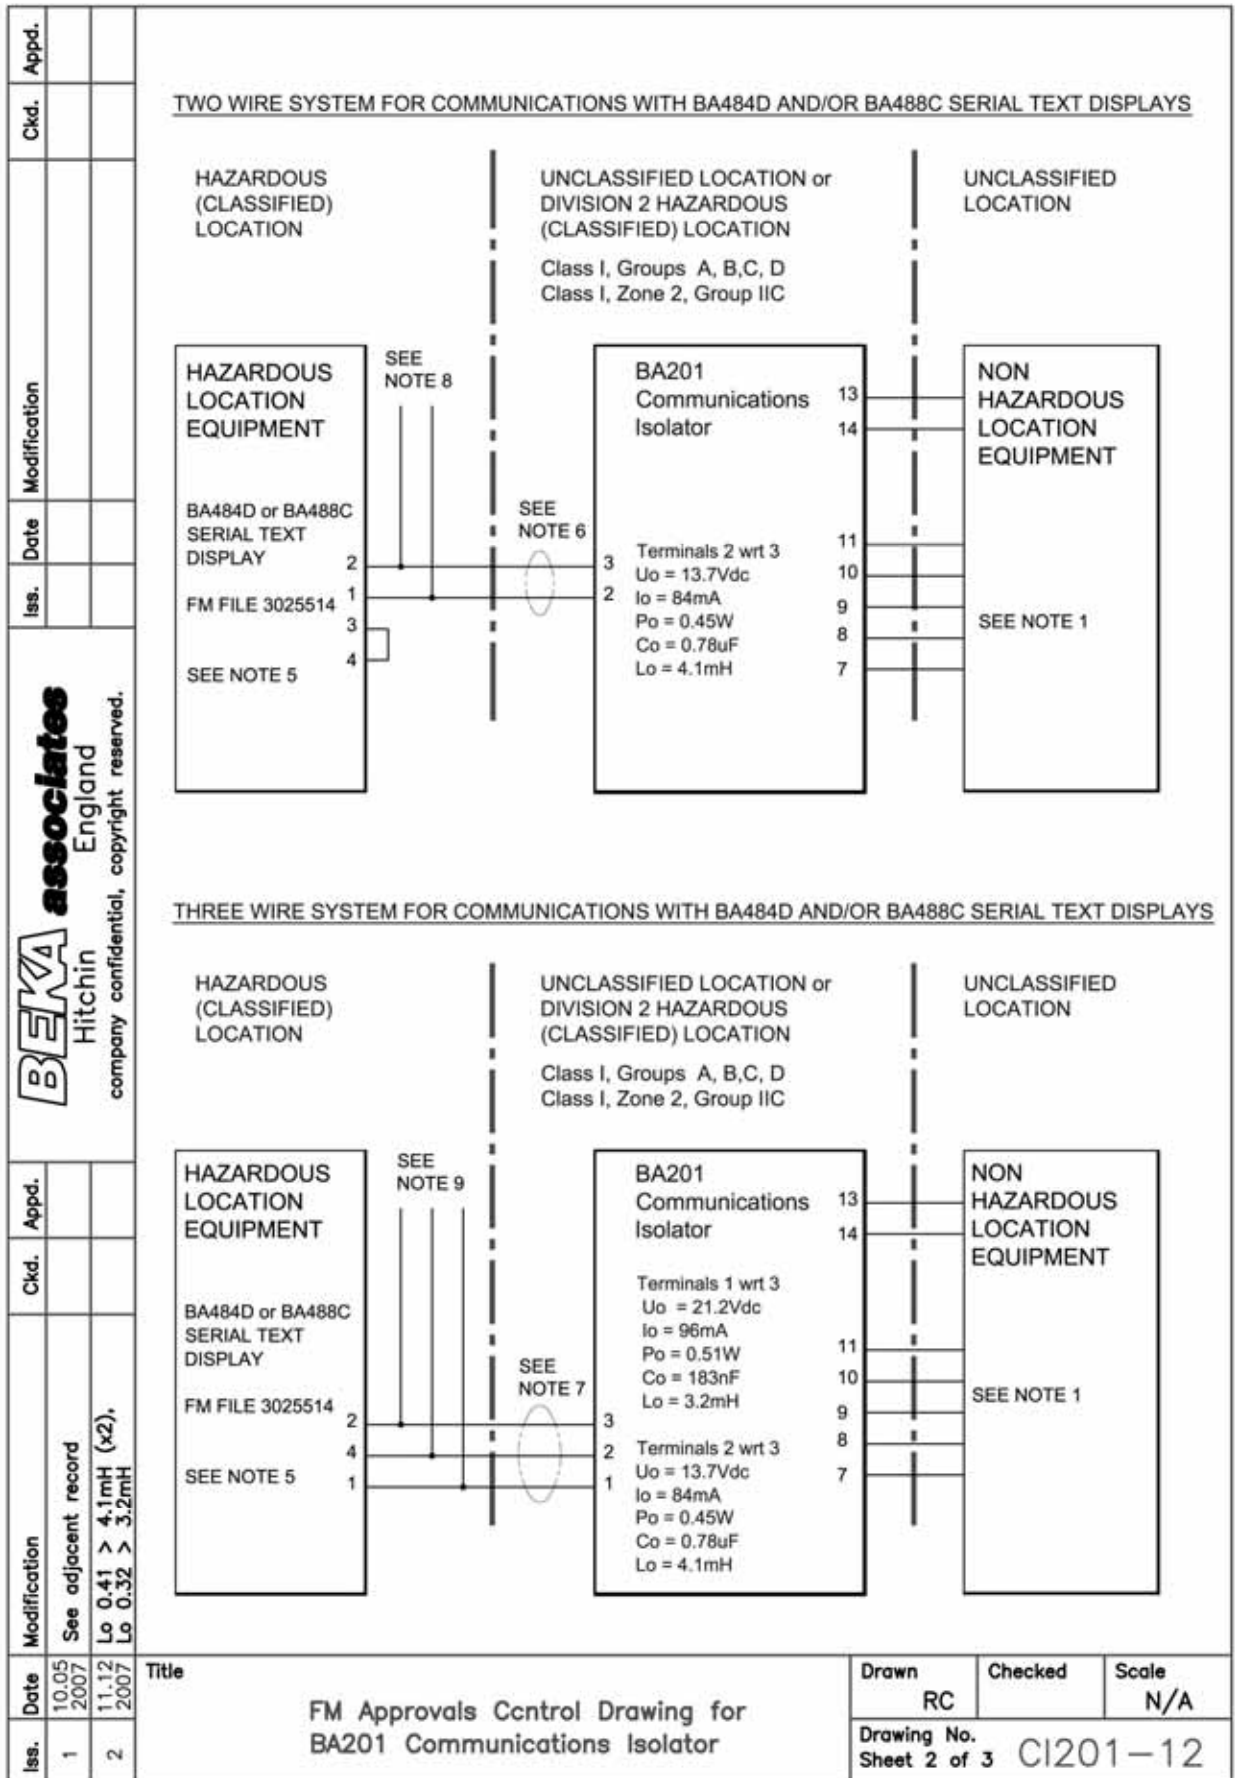 TWO WIRE SYSTEM FOR COMMUNICATIONS WITH BA484D AND/OR BA488C SERIAL TEXT DISPLAYS
HAZARDOUS
(CLASSIFIED)
LOCATION
UNCLASSIFIED LOCATION or
DIVISION 2 HAZARDOUS
(CLASSIFIED) LOCATION
Class I, Groups A, B,C, D
Class I, Zone 2, Group IIC
UNCLASSIFIED
LOCATION
HAZARDOUS
LOCATION
EQUIPMENT
BA484D or BA488C
SERIAL TEXT
DISPLAY
FM FILE 3025514
SEE NOTE 5
2
1
3
4
SEE
NOTE 8
SEE
NOTE 6
3
2
BA201
Communications
Isolator
Terminals 2 wrt 3
Uo = 13.7Vdc
Io = 84mA
Po = 0.45W
Co = 0.78uF
Lo = 4.1mH
13
14
11
10
9
8
7
NON
HAZARDOUS
LOCATION
EQUIPMENT
SEE NOTE 1
THREE WIRE SYSTEM FOR COMMUNICATIONS WITH BA484D AND/OR BA488C SERIAL TEXT DISPLAYS
HAZARDOUS
(CLASSIFIED)
LOCATION
UNCLASSIFIED LOCATION or
DIVISION 2 HAZARDOUS
(CLASSIFIED) LOCATION
Class I, Groups A, B,C, D
Class I, Zone 2, Group IIC
UNCLASSIFIED
LOCATION
HAZARDOUS
LOCATION
EQUIPMENT
BA484D or BA488C
SERIAL TEXT
DISPLAY
FM FILE 3025514
SEE NOTE 5
2
4
1
SEE
NOTE 9
SEE
NOTE 7
3
2
1
BA201
Communications
Isolator
Terminals 1 wrt 3
Uo = 21.2Vdc
Io = 96mA
Po = 0.51W
Co = 183nF
Lo = 3.2mH
Terminals 2 wrt 3
Uo = 13.7Vdc
Io = 84mA
Po = 0.45W
Co = 0.78uF
Lo = 4.1mH
13
14
11
10
9
8
7
NON
HAZARDOUS
LOCATION
EQUIPMENT
SEE NOTE 1
Iss. Date Modification Ckd. Appd.
BEKA associates
Hitchin England
company confidential, copyright reserved.
Iss. Date Modification Ckd. Appd.
1 10.05 2007 See adjacent record
2 11.12 2007 Lo 0.41 > 4.1mH (x2),
Lo 0.32 > 3.2mH
Title
FM Approvals Ccntrol Drawing for
BA201 Communications Isolator
Drawn
RC
Checked
Scale
N/A
Drawing No.
Sheet 2 of 3
CI201-12